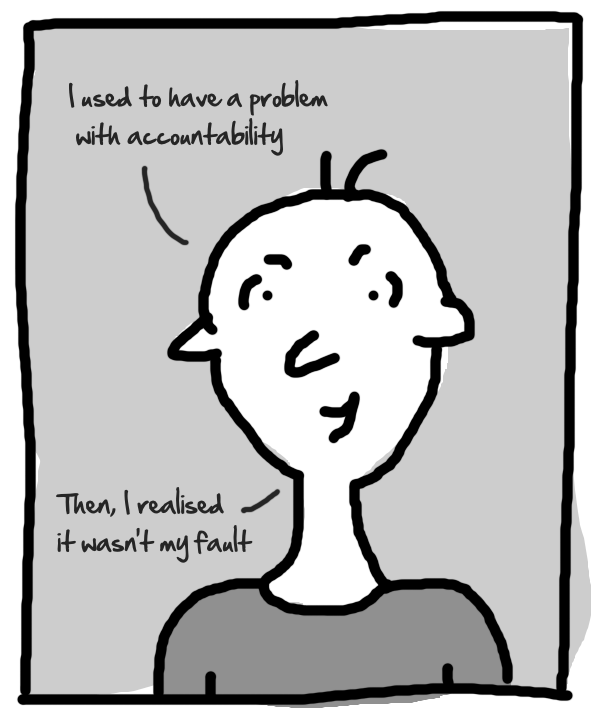 I used to have a problem
with accountability
Then, I realised
it wasn't my fault